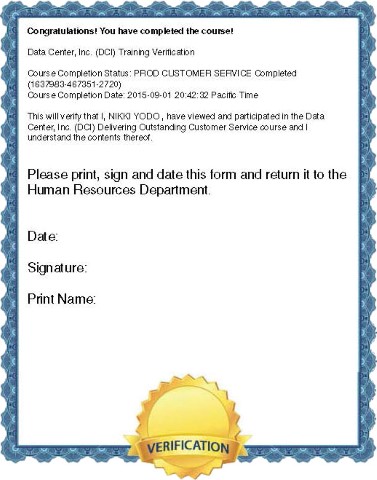 Congratulations! You have completed the course!
Data Center, Inc. (DCI) Training Verification
Course Completion Status: PROD CUSTOMER SERVICE Completed
(1637983-467351-2720)
Course Completion Date: 2015-09-01 20:42:32 Pacific Time
This will verify that I, NIKKI YODO , have viewed and participated in the Data
Center, Inc. (DCI) Delivering Outstanding Customer Service course and I
understand the contents thereof.
Please print, sign and date this form and return it to the
Human Resources Department.
Date:
Signature:
Print Name:
VERIFICATION